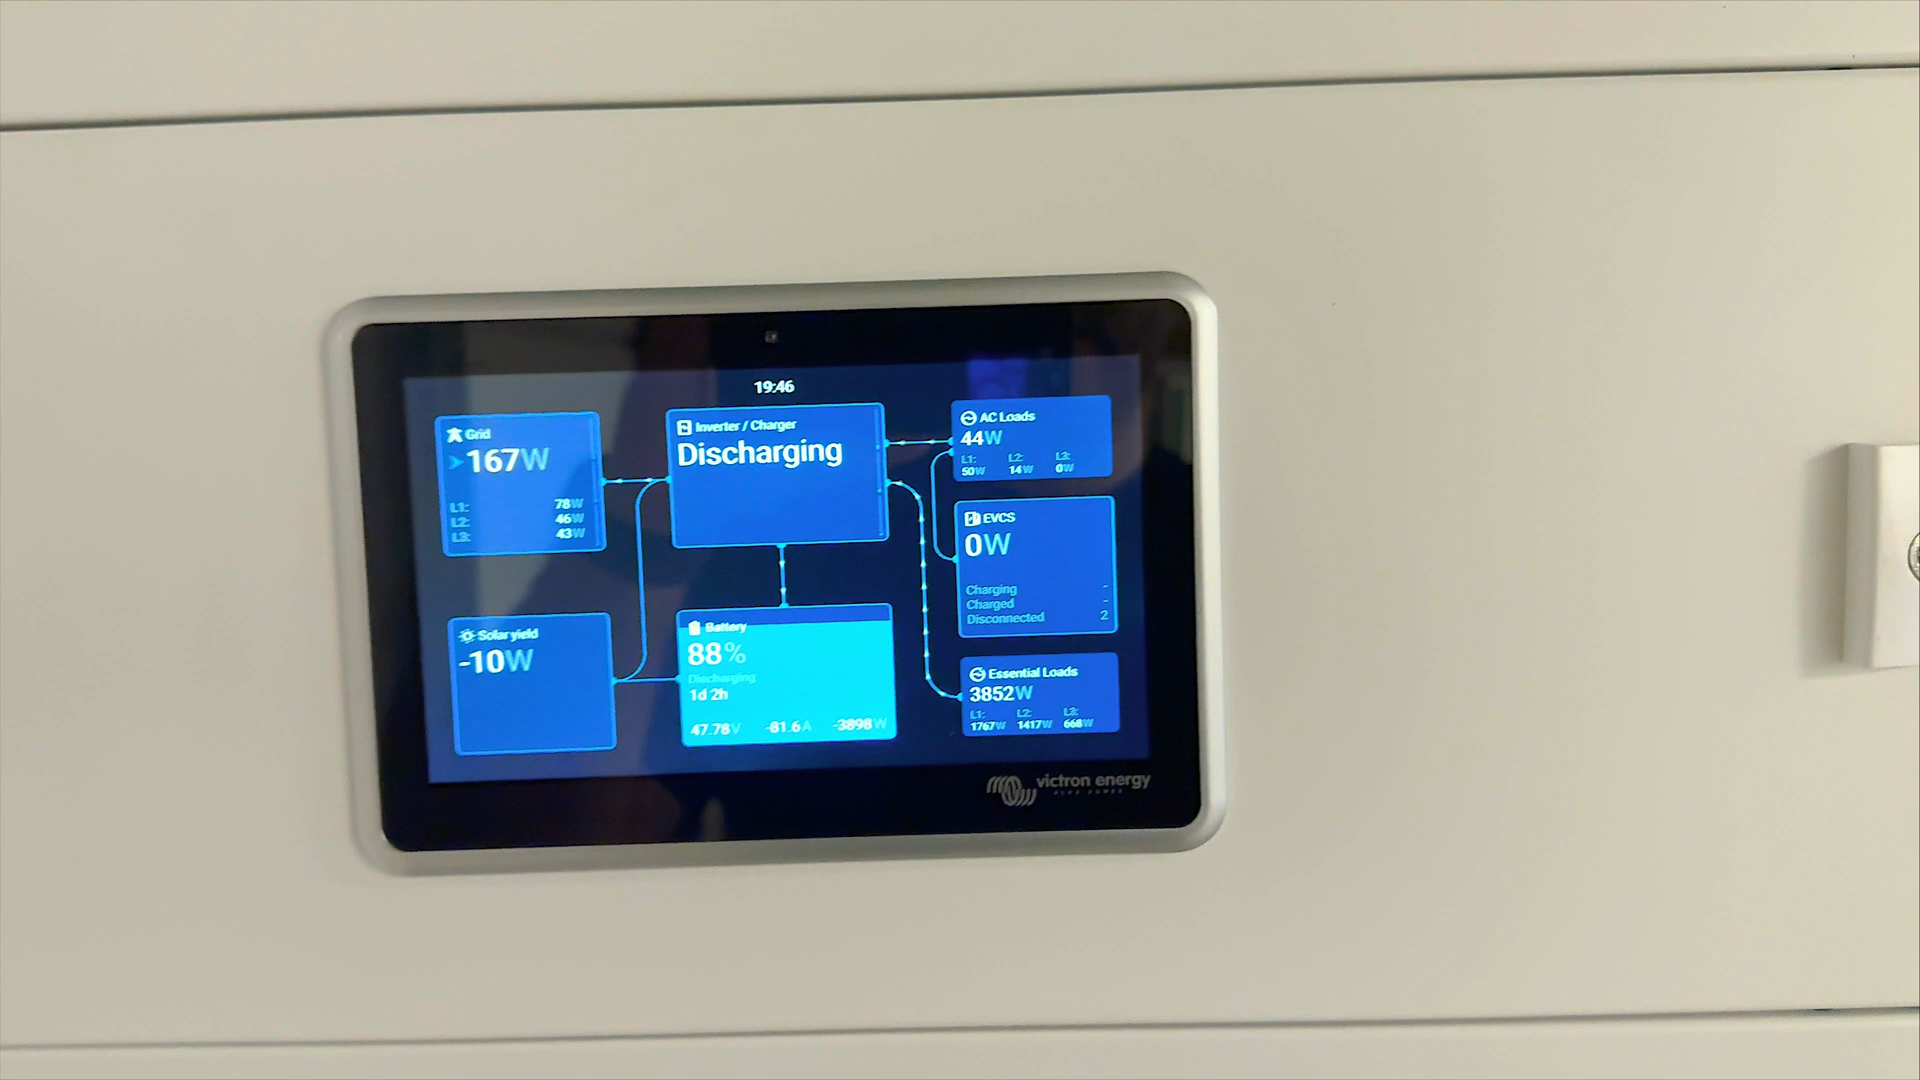 19:46
Grid
167W
L1: 78W
L2: 46W
L3: 43W
Inverter / Charger
Discharging
AC Loads
44W
L1: L2: L3:
50W 14W 0W
EVCS
0W
Charging -
Charged -
Disconnected 2
Solar yield
-10W
Battery
88%
Discharging
1d 2h
47.78V -81.6A -3898W
Essential Loads
3852W
L1: L2: L3:
1767W 1417W 668W
victron energy
BLUE POWER